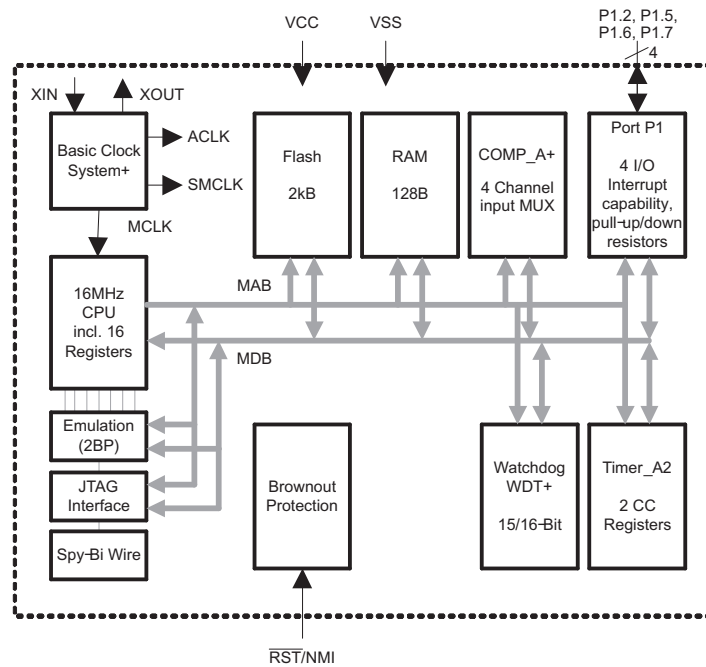 VCC
VSS
P1.2, P1.5,
P1.6, P1.7
4
XIN
XOUT
Basic Clock
System+
ACLK
SMCLK
MCLK
Flash
2kB
RAM
128B
COMP_A+
4 Channel
input MUX
Port P1
4 I/O
Interrupt
capability,
pull-up/down
resistors
16MHz
CPU
incl. 16
Registers
MAB
MDB
Emulation
(2BP)
JTAG
Interface
Spy-Bi Wire
Brownout
Protection
Watchdog
WDT+
15/16-Bit
Timer_A2
2 CC
Registers
RST/NMI